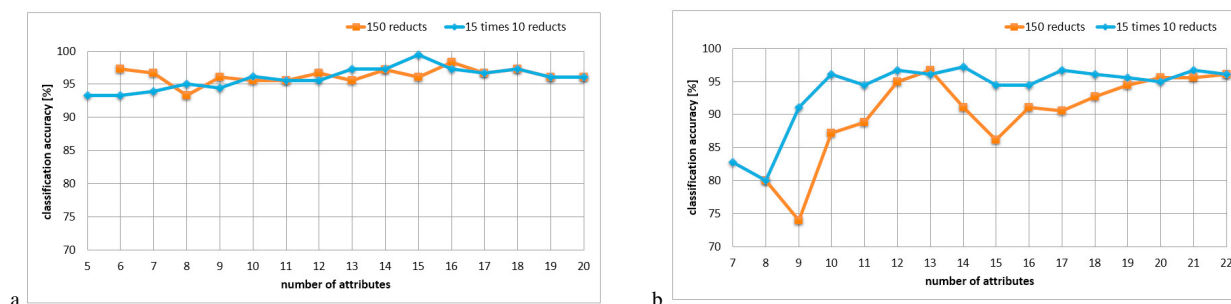 150 reducts 15 times 10 reducts
100
95
90
85
80
75
70
classification accuracy [%]
5 6 7 8 9 10 11 12 13 14 15 16 17 18 19 20
number of attributes
a
150 reducts 15 times 10 reducts
100
95
90
85
80
75
70
classification accuracy [%]
7 8 9 10 11 12 13 14 15 16 17 18 19 20 21 22
number of attributes
b